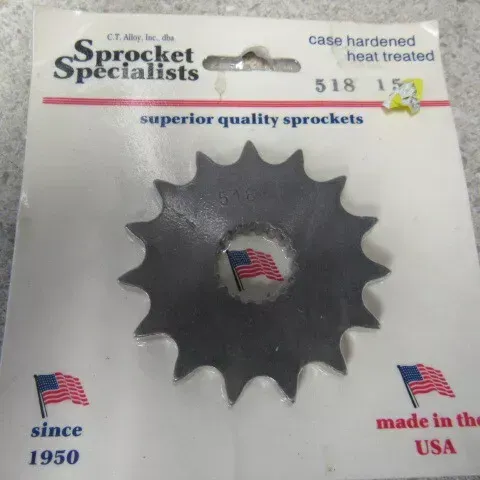 C.T. Alloy, Inc., dba
Sprocket
Specialists
case hardened
heat treated
518 15
superior quality sprockets
since
1950
made in the
USA